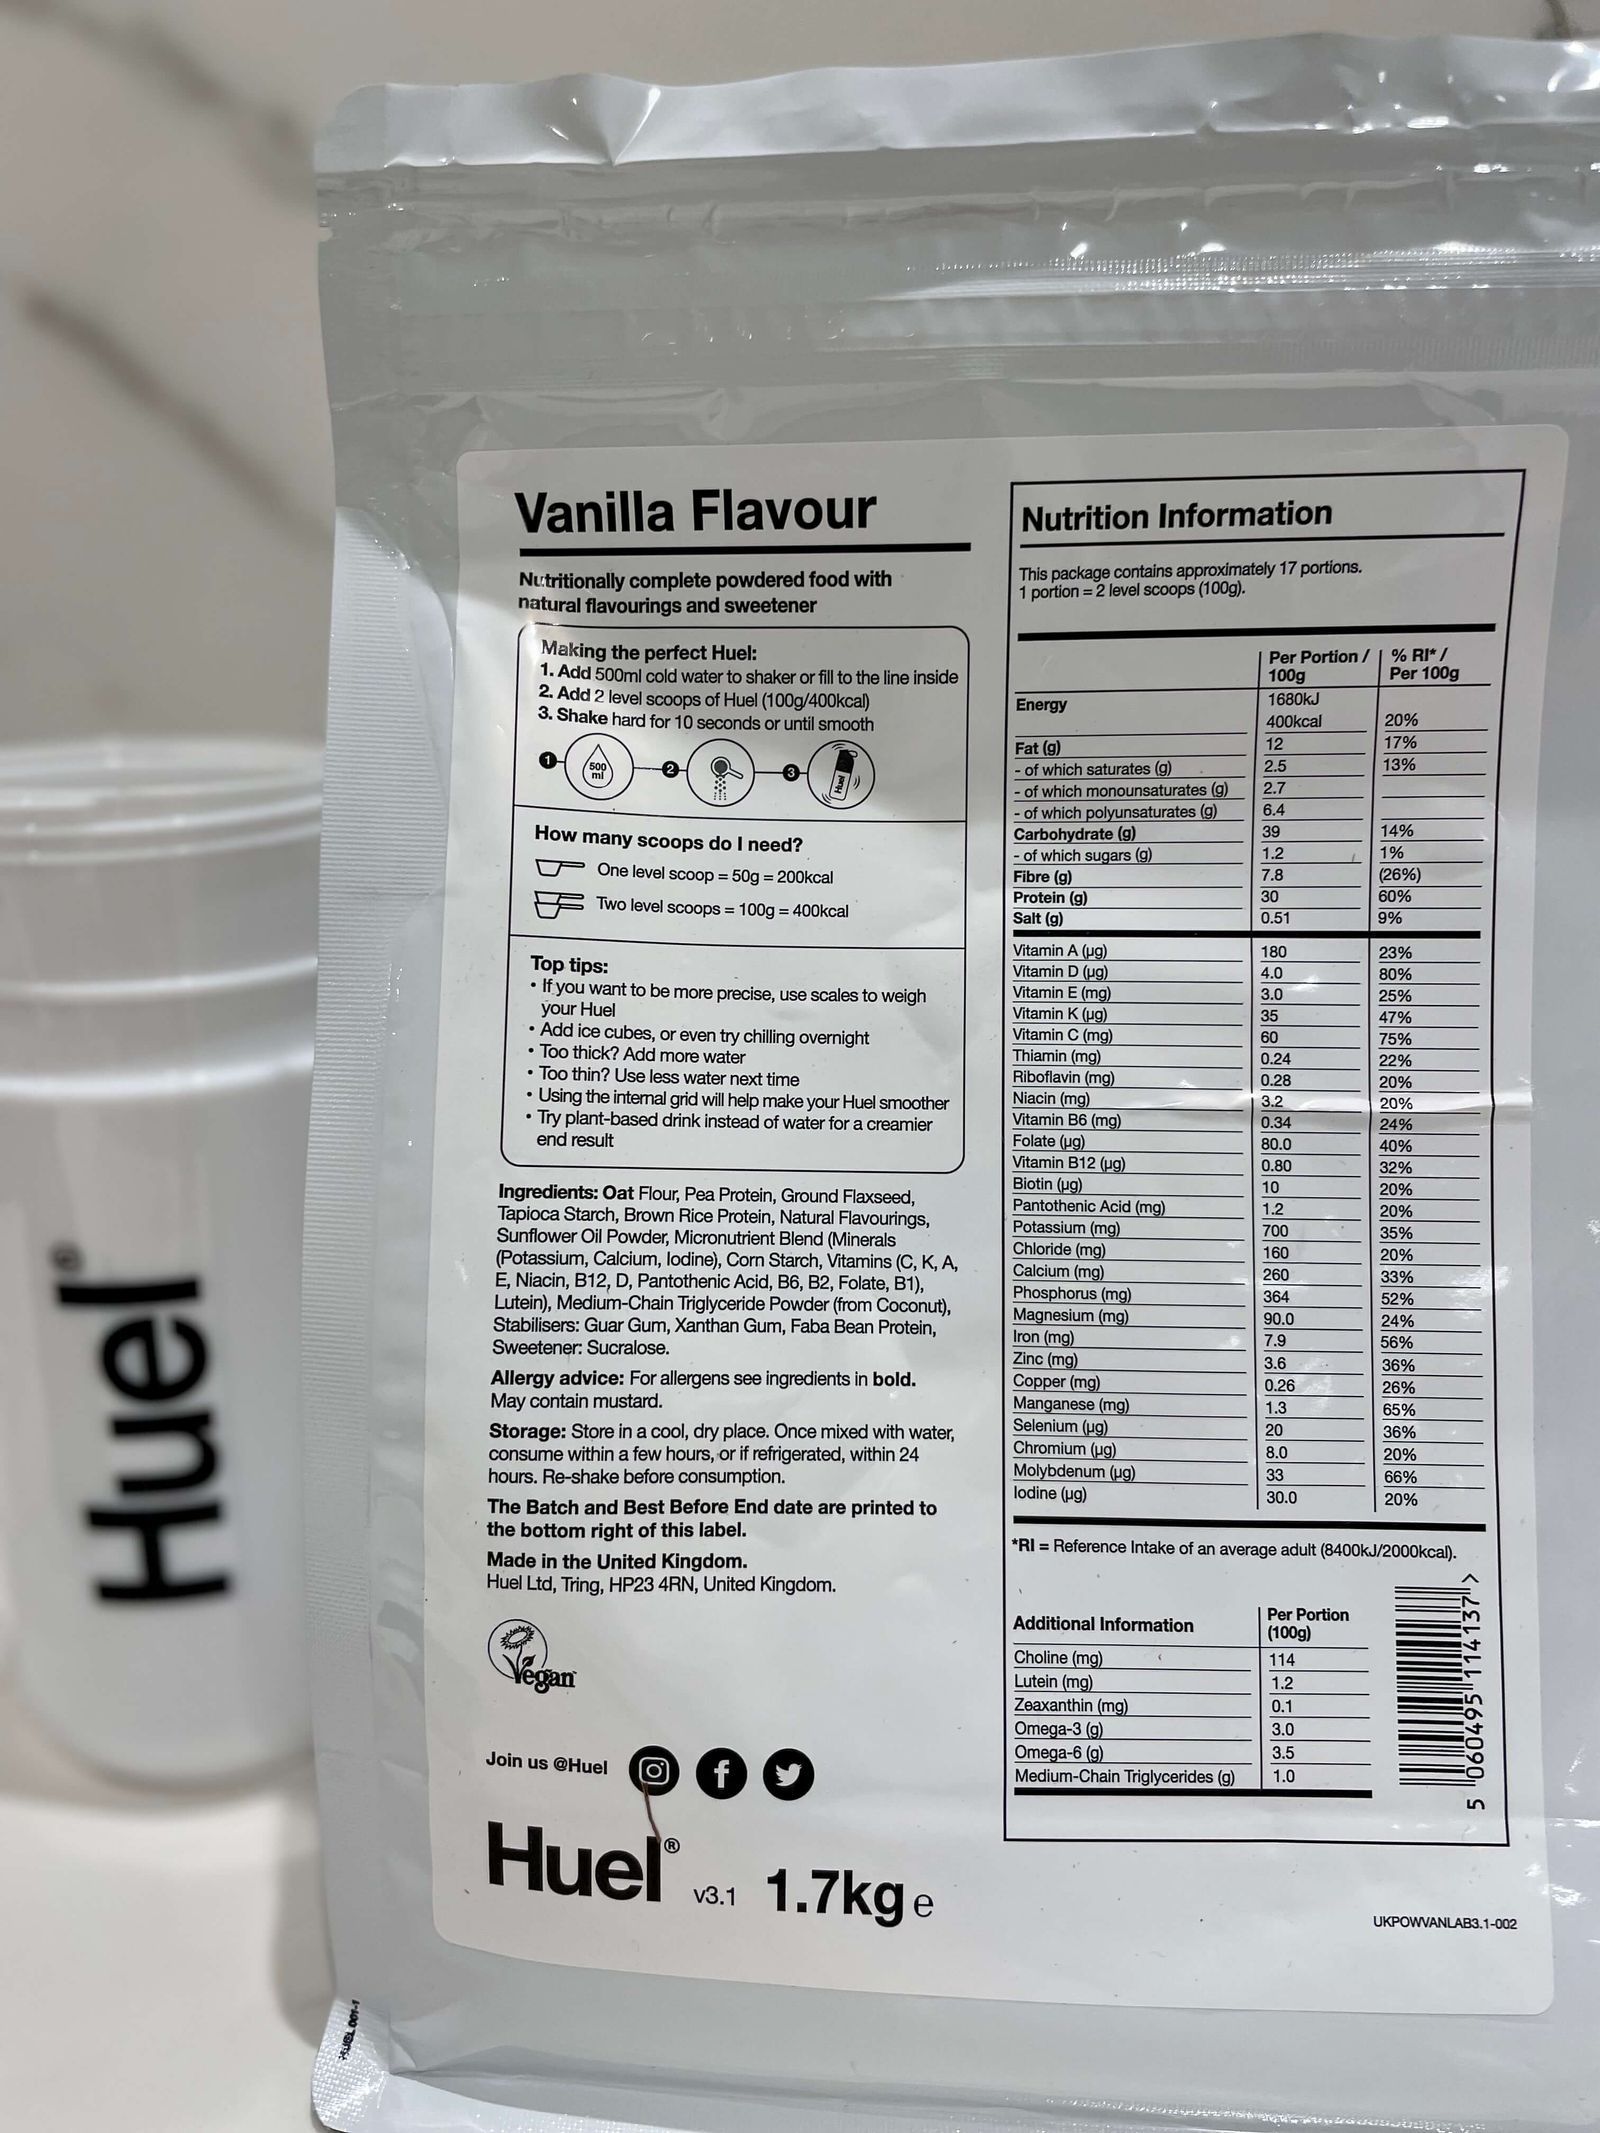 Vanilla Flavour
Nutritionally complete powdered food with
natural flavourings and sweetener
Making the perfect Huel:
1. Add 500ml cold water to shaker or fill to the line inside
2. Add 2 level scoops of Huel (100g/400kcal)
3. Shake hard for 10 seconds or until smooth
1 500 ml 2 3 Huel
How many scoops do I need?
One level scoop = 50g = 200kcal
Two level scoops = 100g = 400kcal
Top tips:
• If you want to be more precise, use scales to weigh
your Huel
• Add ice cubes, or even try chilling overnight
• Too thick? Add more water
• Too thin? Use less water next time
• Using the internal grid will help make your Huel smoother
• Try plant-based drink instead of water for a creamier
end result
Ingredients: Oat Flour, Pea Protein, Ground Flaxseed,
Tapioca Starch, Brown Rice Protein, Natural Flavourings,
Sunflower Oil Powder, Micronutrient Blend (Minerals
(Potassium, Calcium, Iodine), Corn Starch, Vitamins (C, K, A,
E, Niacin, B12, D, Pantothenic Acid, B6, B2, Folate, B1),
Lutein), Medium-Chain Triglyceride Powder (from Coconut),
Stabilisers: Guar Gum, Xanthan Gum, Faba Bean Protein,
Sweetener: Sucralose.
Allergy advice: For allergens see ingredients in bold.
May contain mustard.
Storage: Store in a cool, dry place. Once mixed with water,
consume within a few hours, or if refrigerated, within 24
hours. Re-shake before consumption.
The Batch and Best Before End date are printed to
the bottom right of this label.
Made in the United Kingdom.
Huel Ltd, Tring, HP23 4RN, United Kingdom.
Vegan
Join us @Huel
Huel® v3.1 1.7kg e
Nutrition Information
This package contains approximately 17 portions.
1 portion = 2 level scoops (100g).
Per Portion / 100g % RI* / Per 100g
Energy 1680kJ
400kcal 20%
Fat (g) 12 17%
- of which saturates (g) 2.5 13%
- of which monounsaturates (g) 2.7
- of which polyunsaturates (g) 6.4
Carbohydrate (g) 39 14%
- of which sugars (g) 1.2 1%
Fibre (g) 7.8 (26%)
Protein (g) 30 60%
Salt (g) 0.51 9%
Vitamin A (µg) 180 23%
Vitamin D (µg) 4.0 80%
Vitamin E (mg) 3.0 25%
Vitamin K (µg) 35 47%
Vitamin C (mg) 60 75%
Thiamin (mg) 0.24 22%
Riboflavin (mg) 0.28 20%
Niacin (mg) 3.2 20%
Vitamin B6 (mg) 0.34 24%
Folate (µg) 80.0 40%
Vitamin B12 (µg) 0.80 32%
Biotin (µg) 10 20%
Pantothenic Acid (mg) 1.2 20%
Potassium (mg) 700 35%
Chloride (mg) 160 20%
Calcium (mg) 260 33%
Phosphorus (mg) 364 52%
Magnesium (mg) 90.0 24%
Iron (mg) 7.9 56%
Zinc (mg) 3.6 36%
Copper (mg) 0.26 26%
Manganese (mg) 1.3 65%
Selenium (µg) 20 36%
Chromium (µg) 8.0 20%
Molybdenum (µg) 33 66%
Iodine (µg) 30.0 20%
*RI = Reference Intake of an average adult (8400kJ/2000kcal).
Additional Information Per Portion (100g)
Choline (mg) 114
Lutein (mg) 1.2
Zeaxanthin (mg) 0.1
Omega-3 (g) 3.0
Omega-6 (g) 3.5
Medium-Chain Triglycerides (g) 1.0
5 060495 114137 >
UKPOWVANLAB3.1-002
Huel®
HUEL001-1